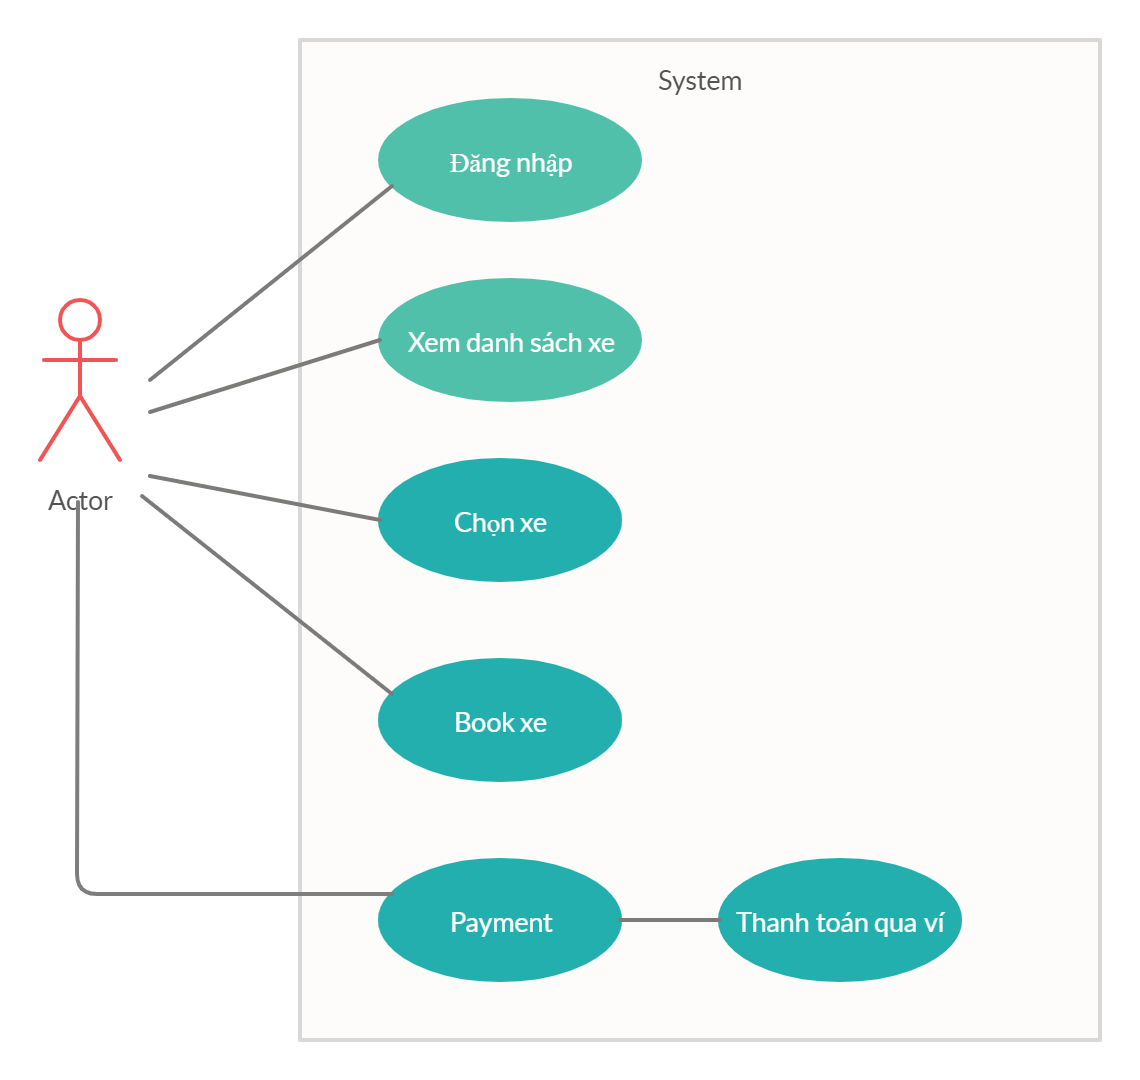 System
Đăng nhập
Xem danh sách xe
Actor
Chọn xe
Book xe
Payment
Thanh toán qua ví